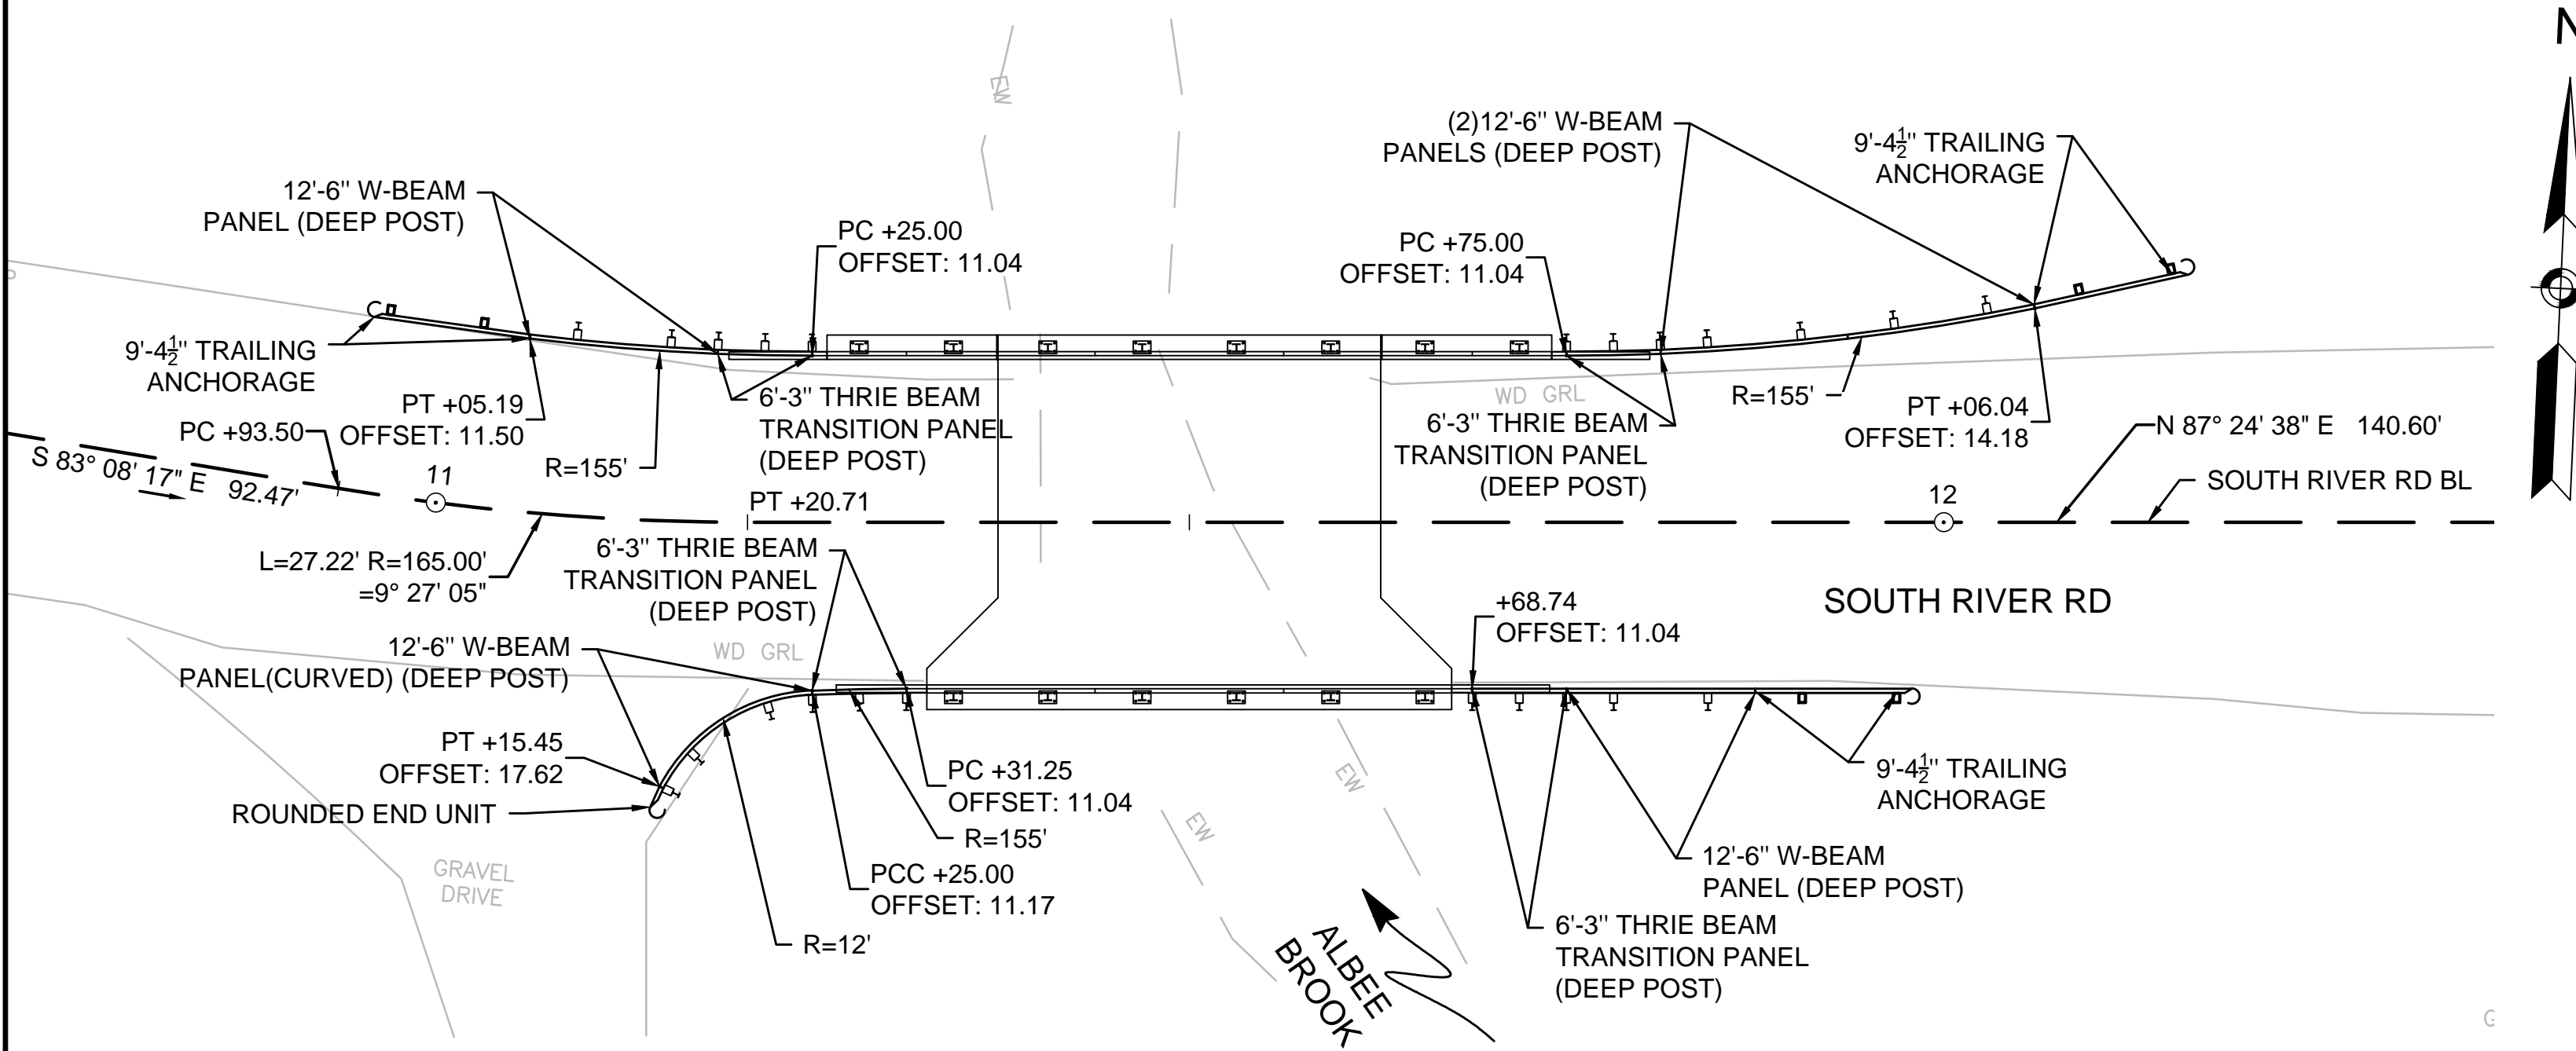 N
EW
(2)12'-6" W-BEAM
PANELS (DEEP POST)
9'-4½" TRAILING
ANCHORAGE
12'-6" W-BEAM
PANEL (DEEP POST)
PC +25.00
OFFSET: 11.04
PC +75.00
OFFSET: 11.04
9'-4½" TRAILING
ANCHORAGE
PT +05.19
OFFSET: 11.50
PC +93.50
S 83° 08' 17" E 92.47'
11
R=155'
6'-3" THRIE BEAM
TRANSITION PANEL
(DEEP POST)
WD GRL
6'-3" THRIE BEAM
TRANSITION PANEL
(DEEP POST)
R=155'
PT +06.04
OFFSET: 14.18
N 87° 24' 38" E 140.60'
SOUTH RIVER RD BL
12
PT +20.71
L=27.22' R=165.00'
=9° 27' 05"
6'-3" THRIE BEAM
TRANSITION PANEL
(DEEP POST)
SOUTH RIVER RD
+68.74
OFFSET: 11.04
12'-6" W-BEAM
PANEL(CURVED) (DEEP POST)
WD GRL
PT +15.45
OFFSET: 17.62
ROUNDED END UNIT
GRAVEL
DRIVE
PC +31.25
OFFSET: 11.04
R=155'
PCC +25.00
OFFSET: 11.17
R=12'
EW
EW
9'-4½" TRAILING
ANCHORAGE
12'-6" W-BEAM
PANEL (DEEP POST)
6'-3" THRIE BEAM
TRANSITION PANEL
(DEEP POST)
ALBEE
BROOK